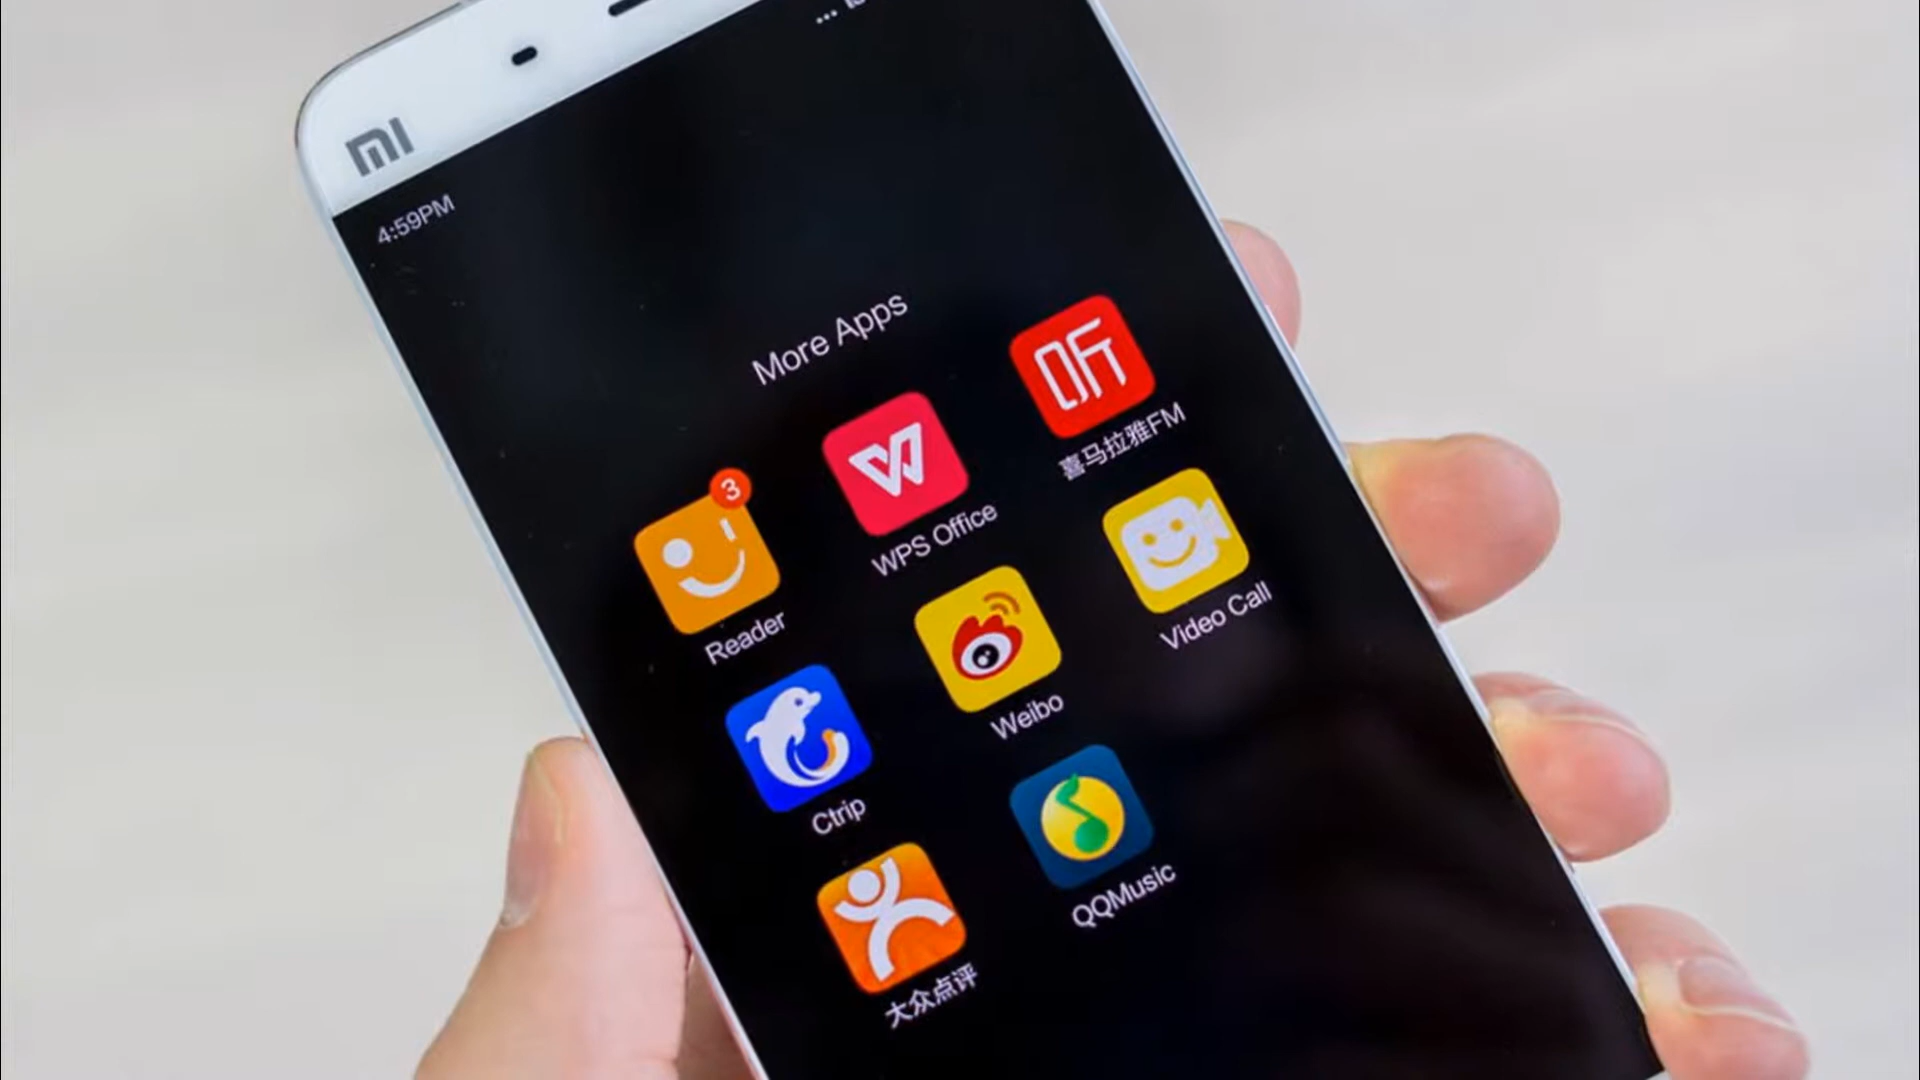 MI
4:59PM
More Apps
3
Reader
WPS Office
听
喜马拉雅FM
Ctrip
Weibo
Video Call
大众点评
QQMusic